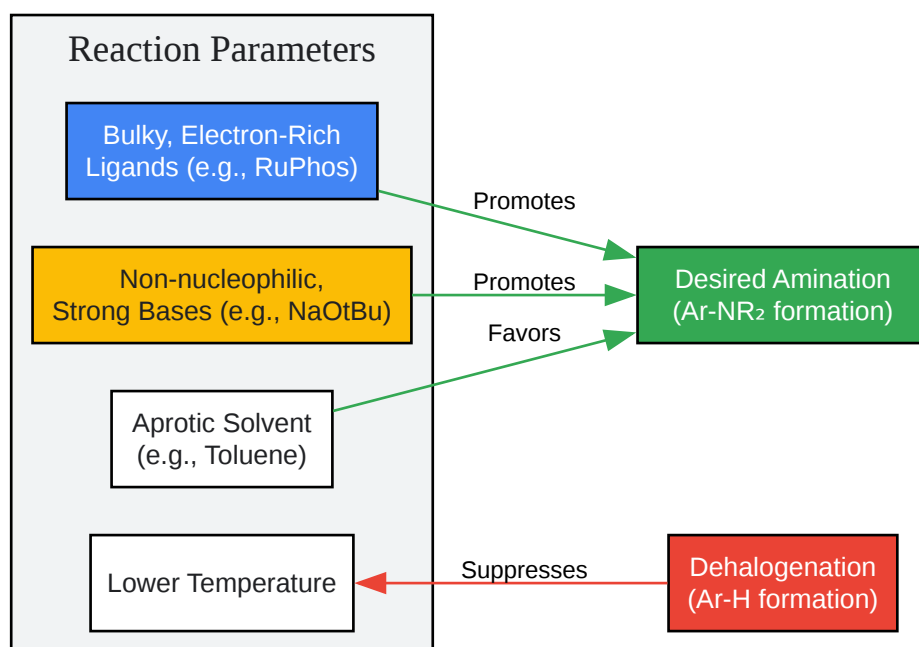 Reaction Parameters
Bulky, Electron-Rich
Ligands (e.g., RuPhos)
Promotes
Non-nucleophilic,
Strong Bases (e.g., NaOtBu)
Promotes
Desired Amination
(Ar-NR₂ formation)
Favors
Aprotic Solvent
(e.g., Toluene)
Lower Temperature
Suppresses
Dehalogenation
(Ar-H formation)